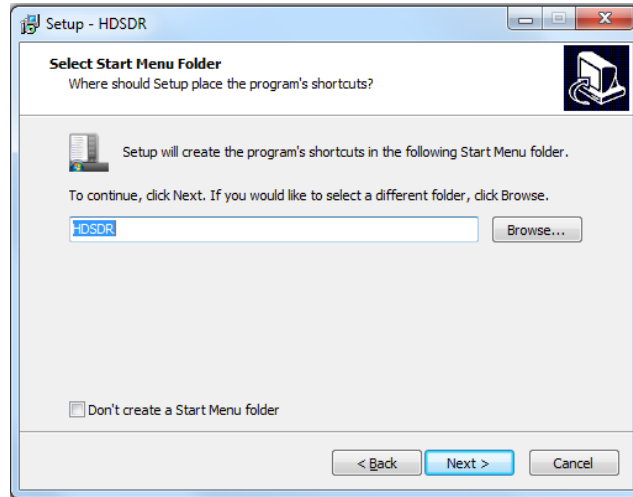 Setup - HDSDR
Select Start Menu Folder
Where should Setup place the program's shortcuts?
Setup will create the program's shortcuts in the following Start Menu folder.
To continue, click Next. If you would like to select a different folder, click Browse.
HDSDR
Browse...
Don't create a Start Menu folder
< Back
Next >
Cancel